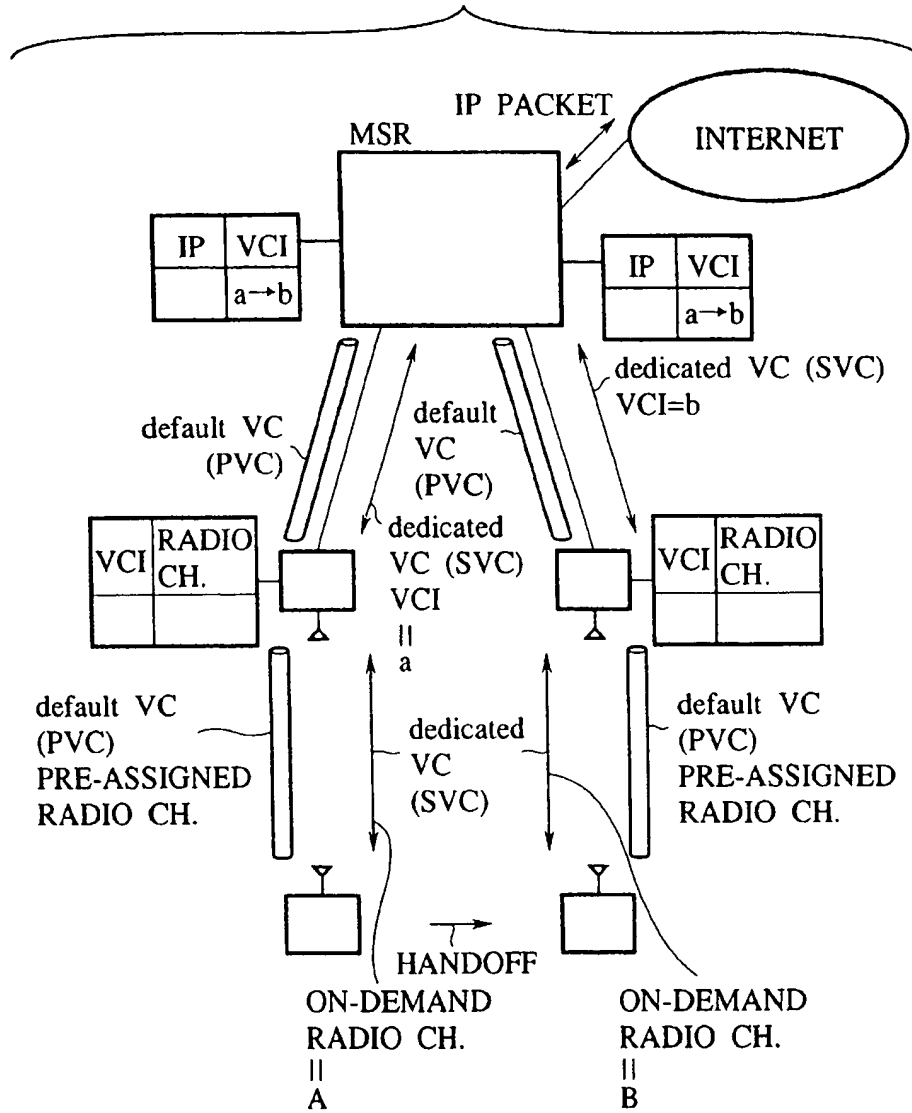 IP PACKET
MSR
INTERNET
IP VCI
a→b
IP VCI
a→b
dedicated VC (SVC)
VCI=b
default VC
(PVC)
default
VC
(PVC)
dedicated
VC (SVC)
VCI
=
a
VCI RADIO
CH.
VCI RADIO
CH.
default VC
(PVC)
PRE-ASSIGNED
RADIO CH.
dedicated
VC
(SVC)
default VC
(PVC)
PRE-ASSIGNED
RADIO CH.
HANDOFF
ON-DEMAND
RADIO CH.
=
A
ON-DEMAND
RADIO CH.
=
B